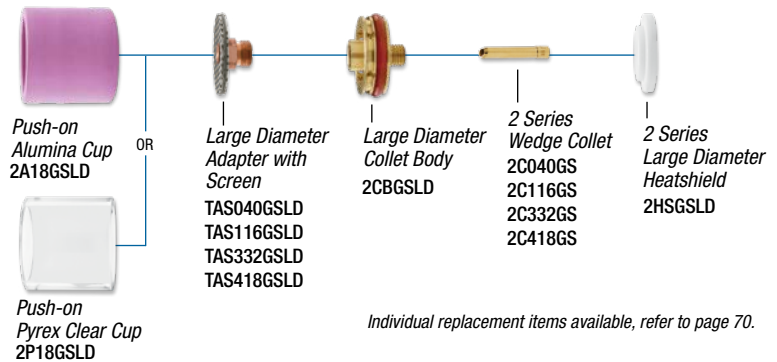 Push-on
Alumina Cup
2A18GSLD
OR
Push-on
Pyrex Clear Cup
2P18GSLD
Large Diameter
Adapter with
Screen
TAS040GSLD
TAS116GSLD
TAS332GSLD
TAS418GSLD
Large Diameter
Collet Body
2CBGSLD
2 Series
Wedge Collet
2C040GS
2C116GS
2C332GS
2C418GS
2 Series
Large Diameter
Heatshield
2HSGSLD
Individual replacement items available, refer to page 70.